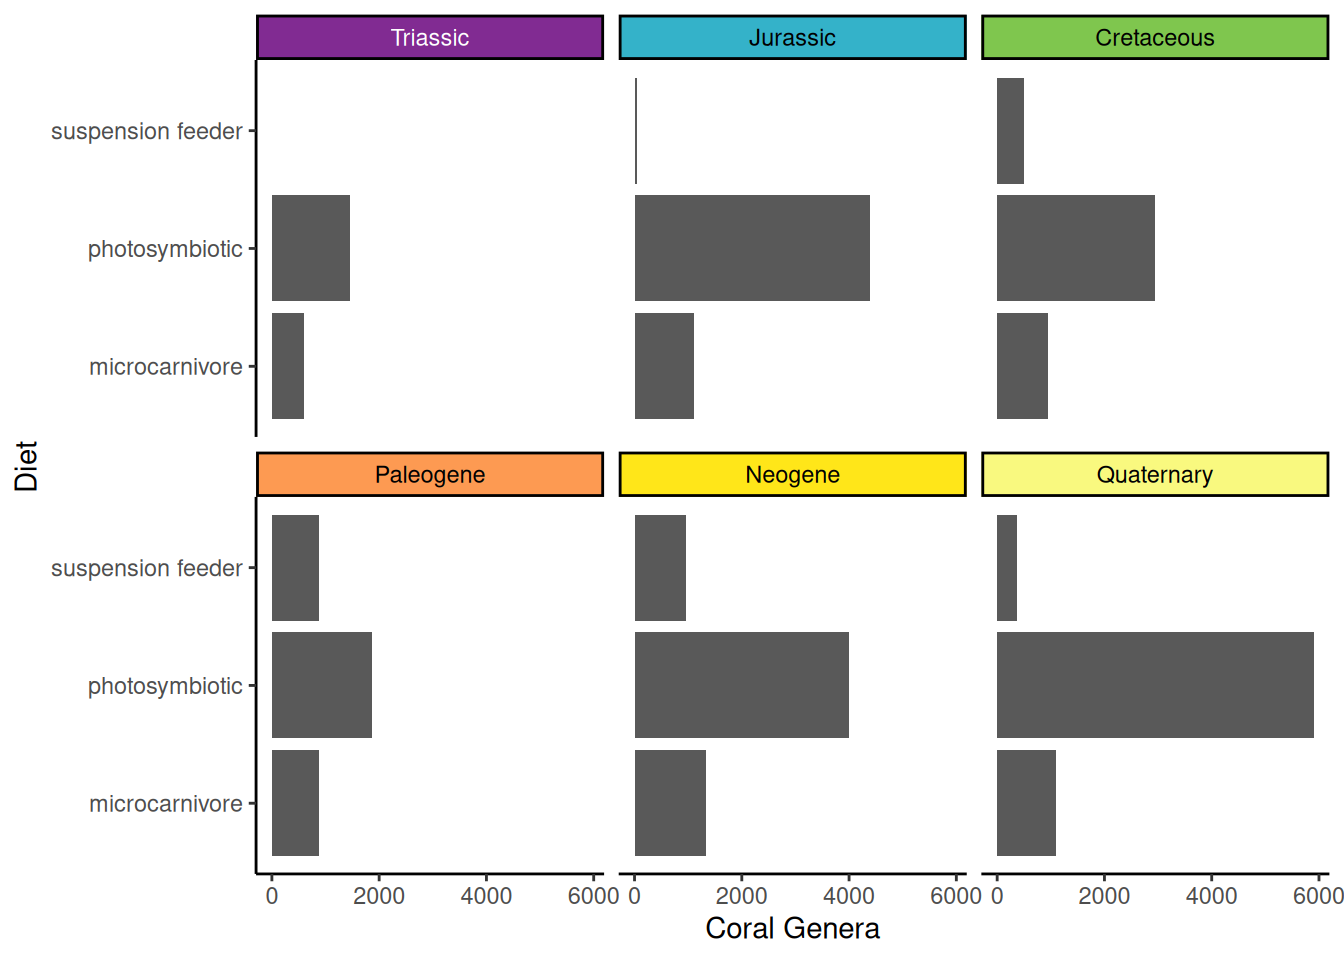 Triassic
Jurassic
Cretaceous
suspension feeder
photosymbiotic
microcarnivore
Diet
Paleogene
Neogene
Quaternary
suspension feeder
photosymbiotic
microcarnivore
0 2000 4000 6000 0 2000 4000 6000 0 2000 4000 6000
Coral Genera